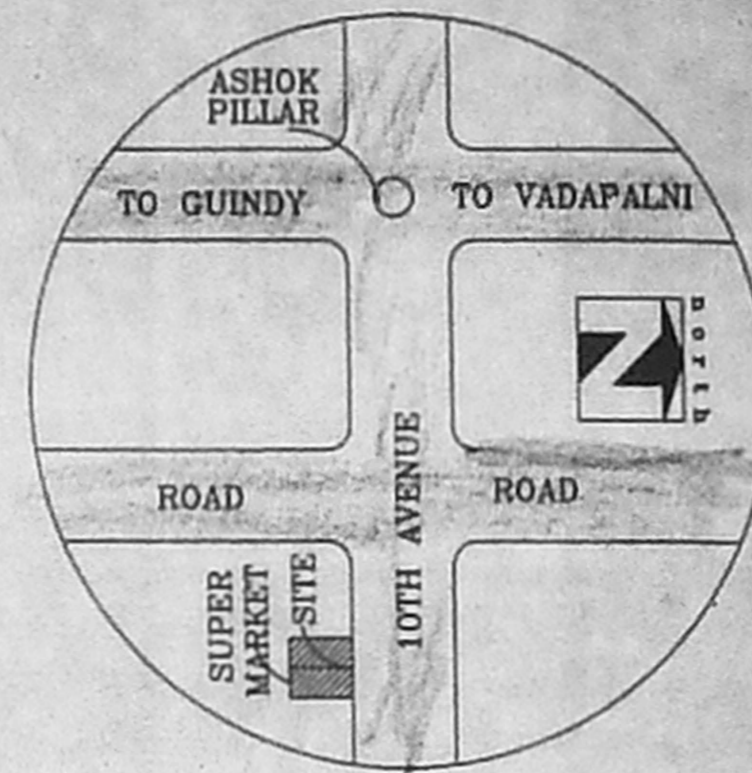 ASHOK
PILLAR
TO GUINDY
TO VADAPALNI
N
north
10TH AVENUE
ROAD
ROAD
SUPER
MARKET
SITE